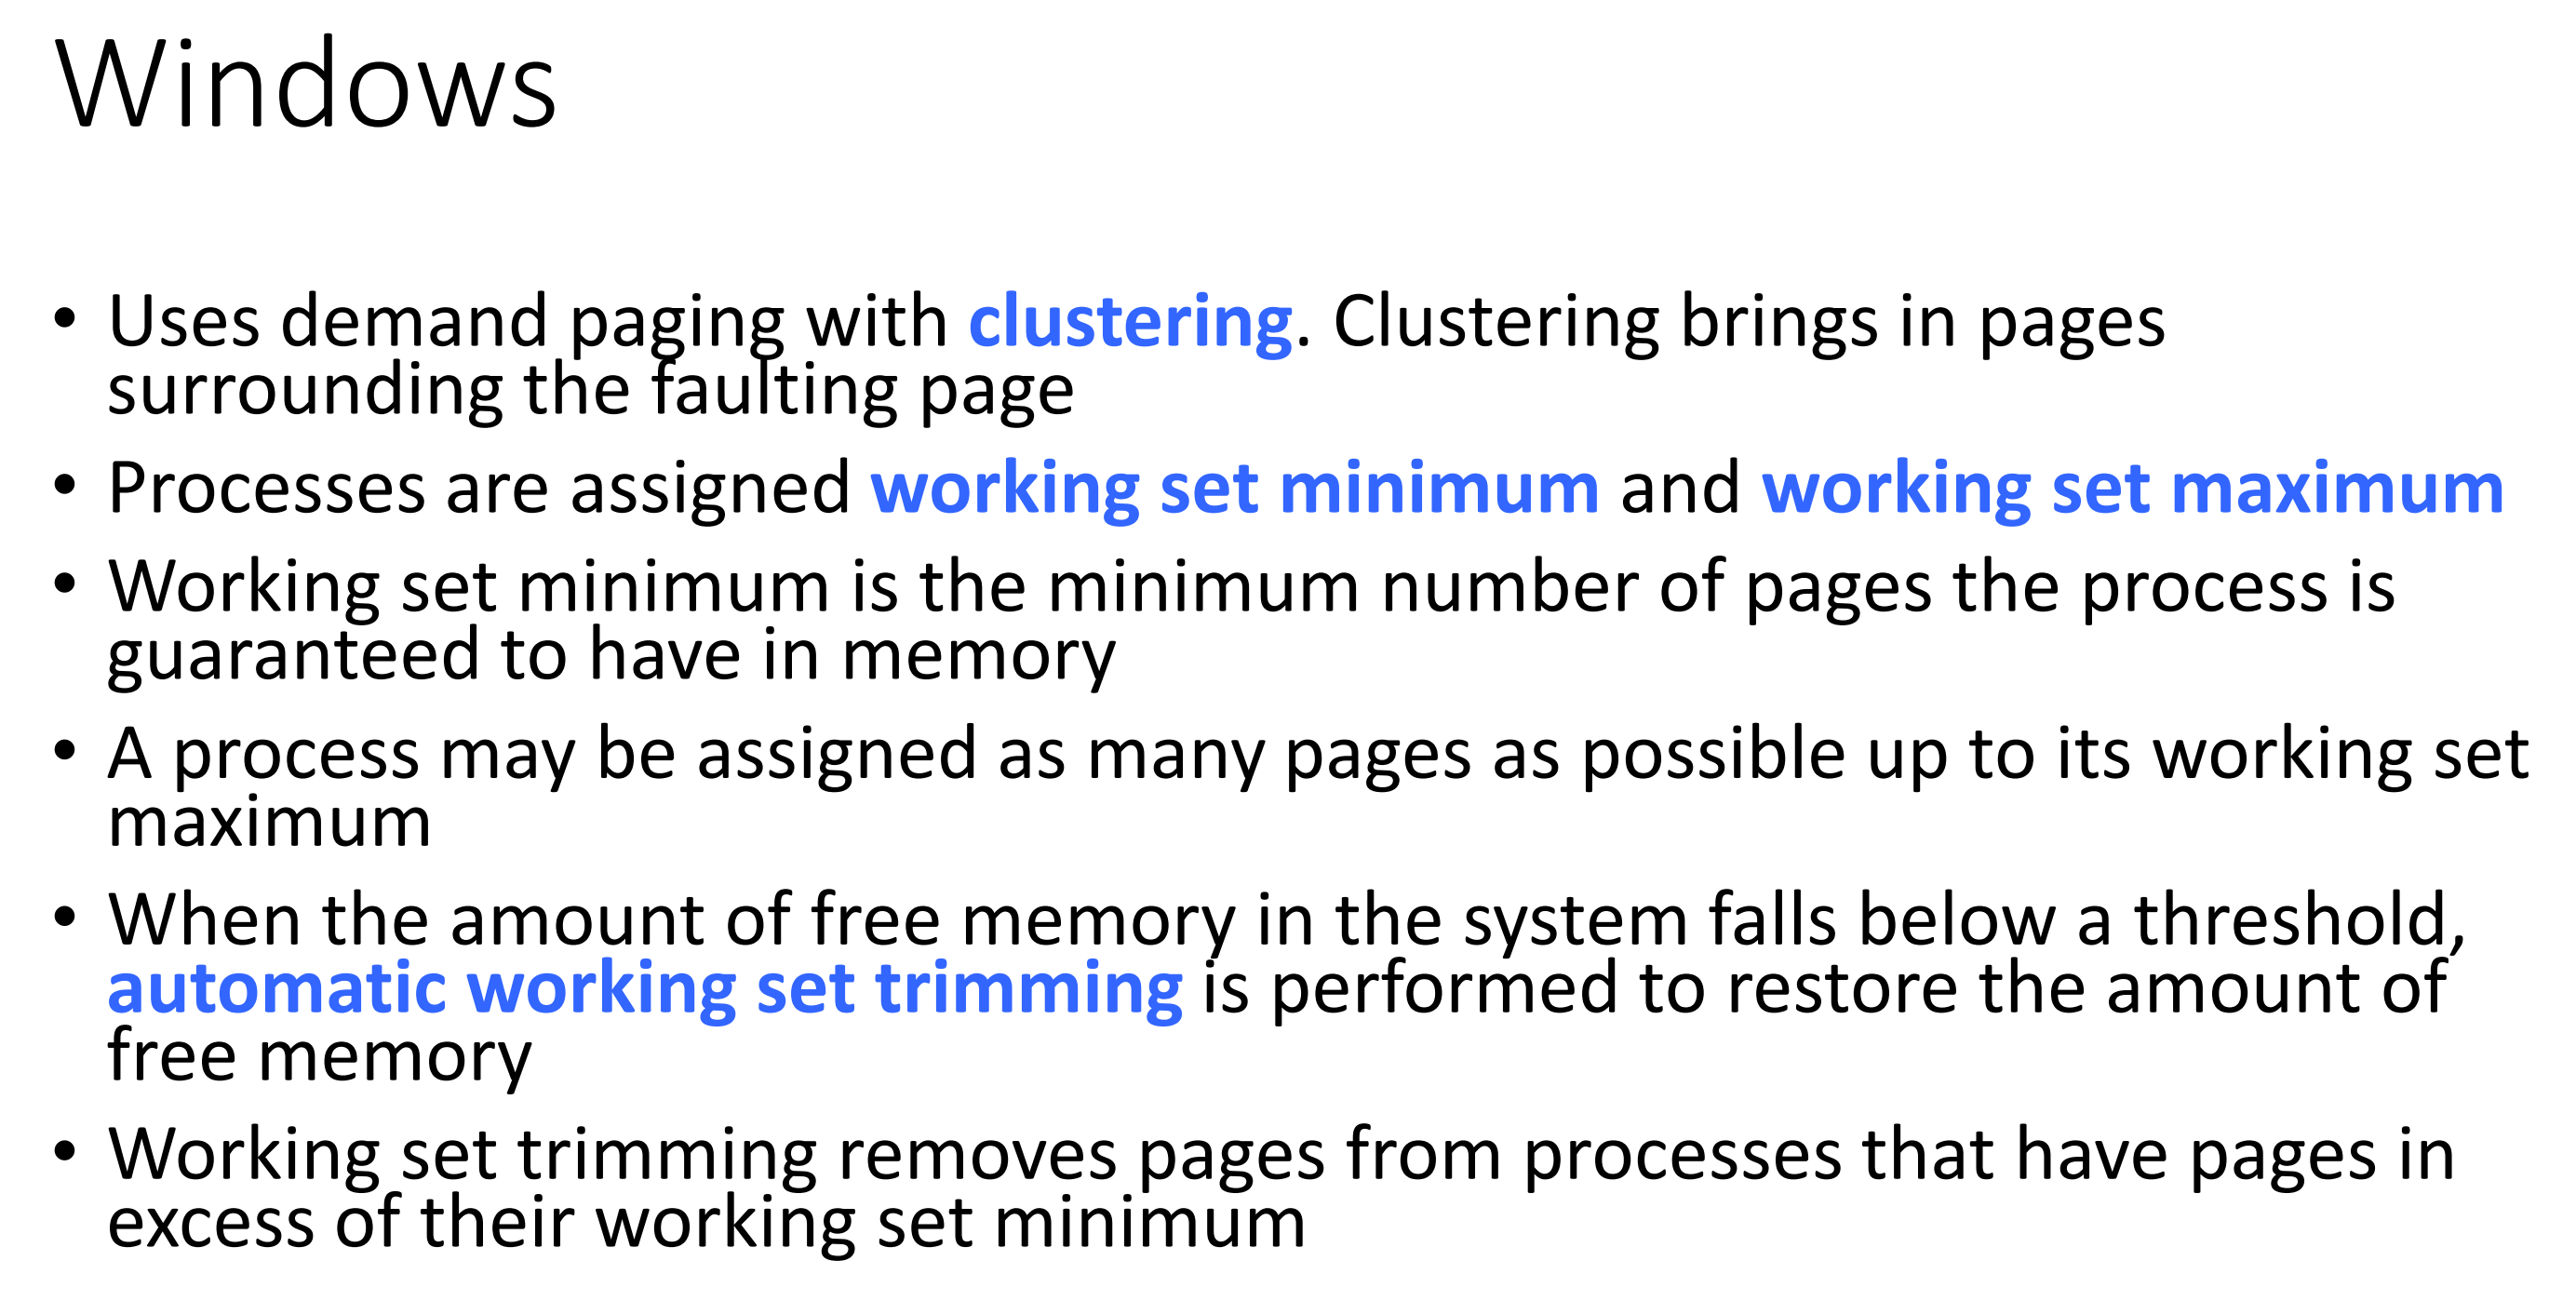 Windows
• Uses demand paging with clustering. Clustering brings in pages
surrounding the faulting page
• Processes are assigned working set minimum and working set maximum
• Working set minimum is the minimum number of pages the process is
guaranteed to have in memory
• A process may be assigned as many pages as possible up to its working set
maximum
• When the amount of free memory in the system falls below a threshold,
automatic working set trimming is performed to restore the amount of
free memory
• Working set trimming removes pages from processes that have pages in
excess of their working set minimum